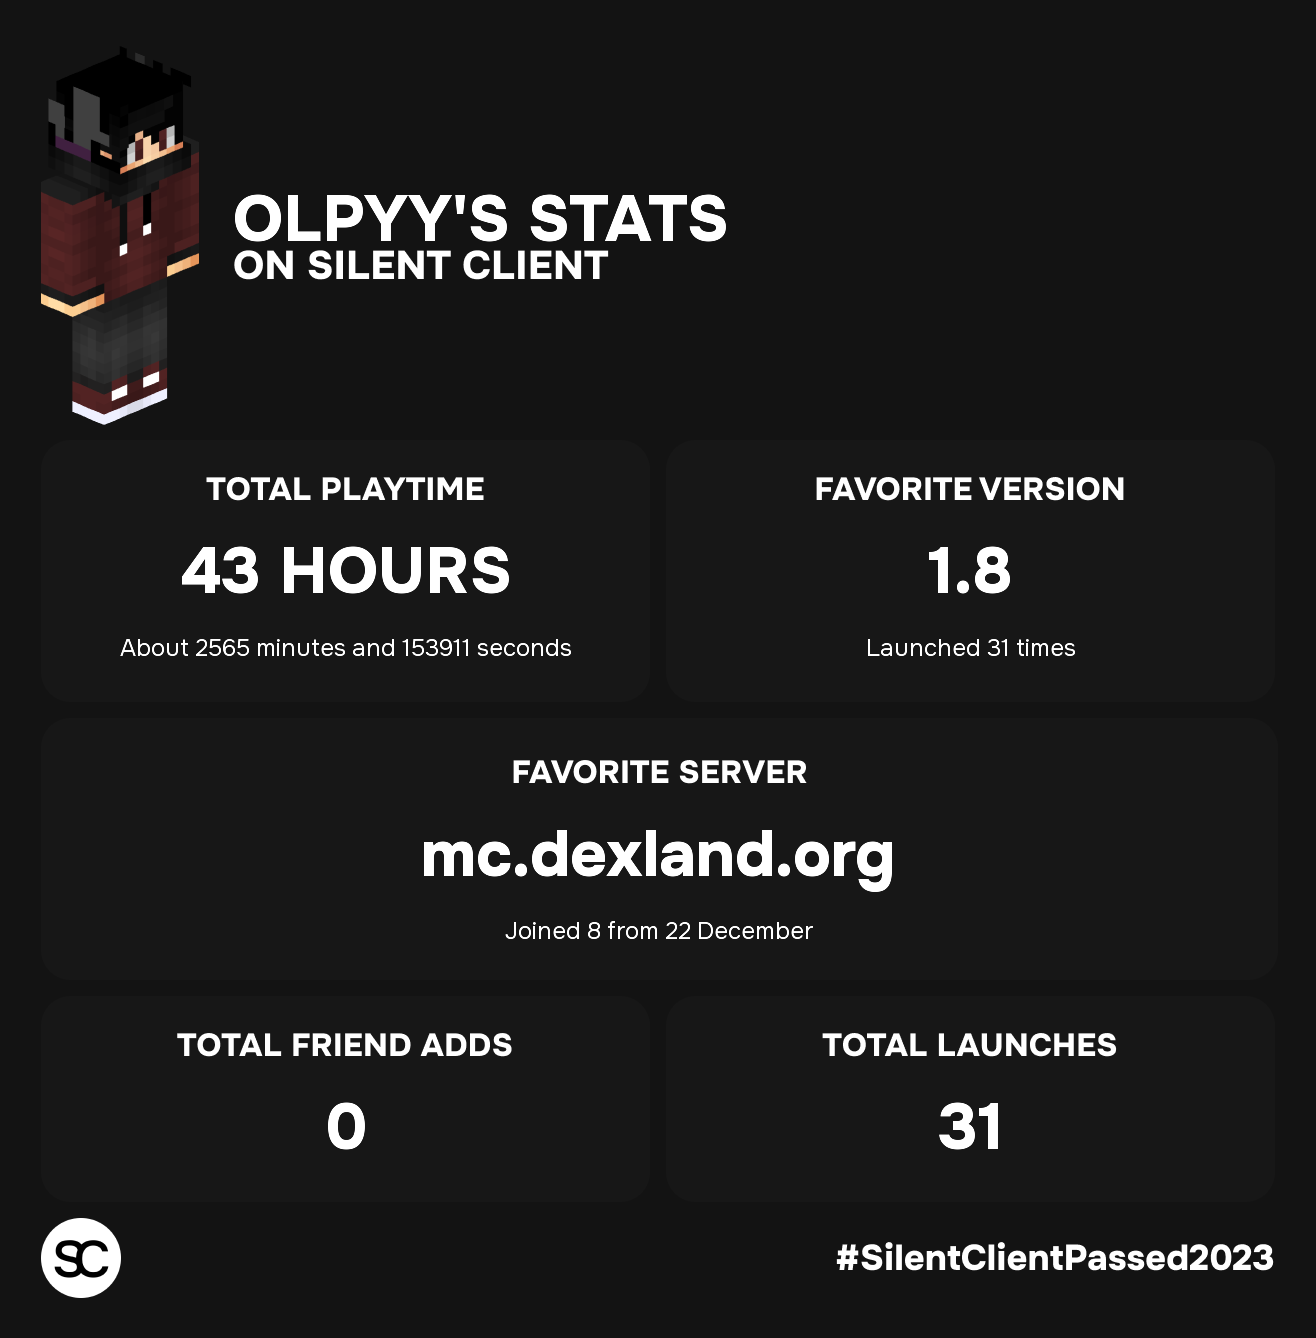 OLPYY'S STATS
ON SILENT CLIENT
TOTAL PLAYTIME
43 HOURS
About 2565 minutes and 153911 seconds
FAVORITE VERSION
1.8
Launched 31 times
FAVORITE SERVER
mc.dexland.org
Joined 8 from 22 December
TOTAL FRIEND ADDS
0
TOTAL LAUNCHES
31
SC
#SilentClientPassed2023